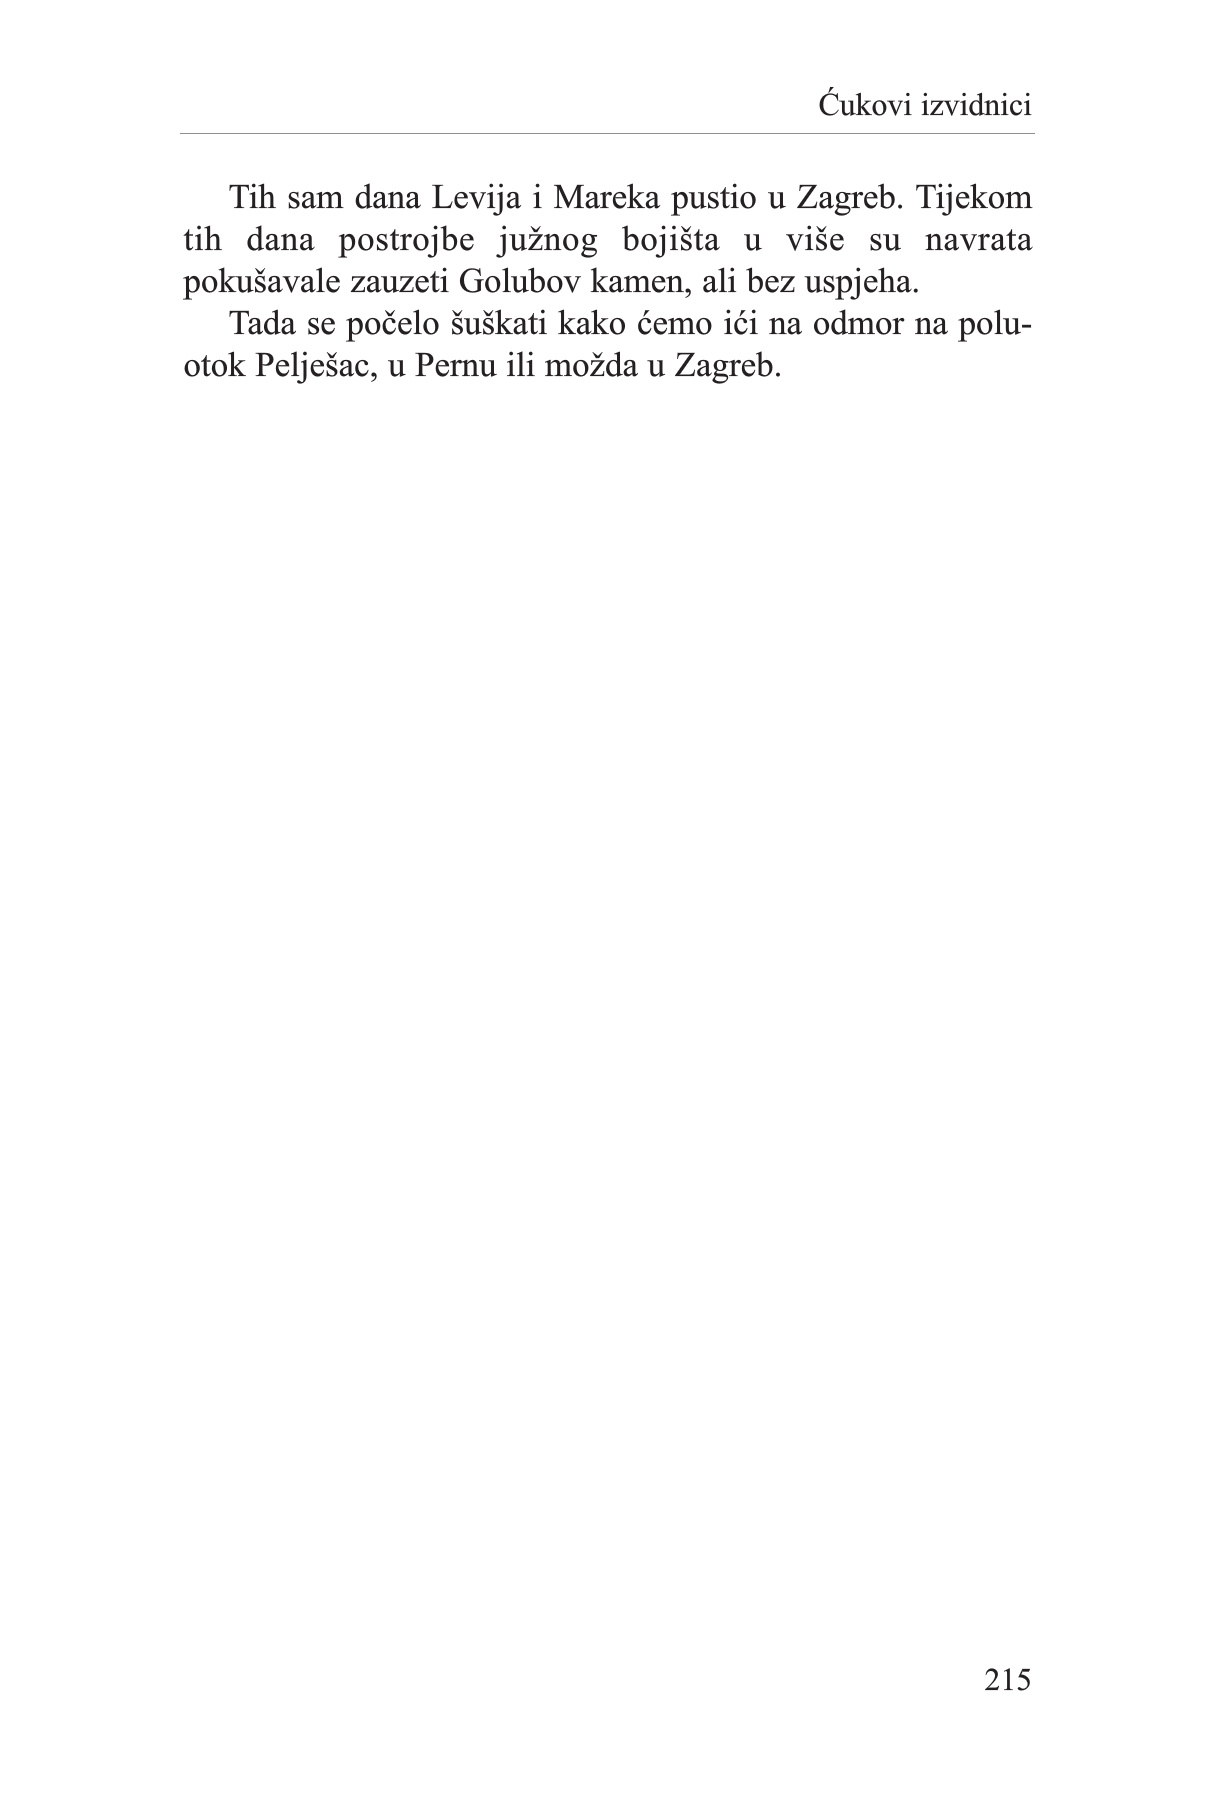 Ćukovi izvidnici
Tih sam dana Levija i Mareka pustio u Zagreb. Tijekom
tih dana postrojbe južnog bojišta u više su navrata
pokušavale zauzeti Golubov kamen, ali bez uspjeha.
Tada se počelo šuškati kako ćemo ići na odmor na polu-
otok Pelješac, u Pernu ili možda u Zagreb.
215